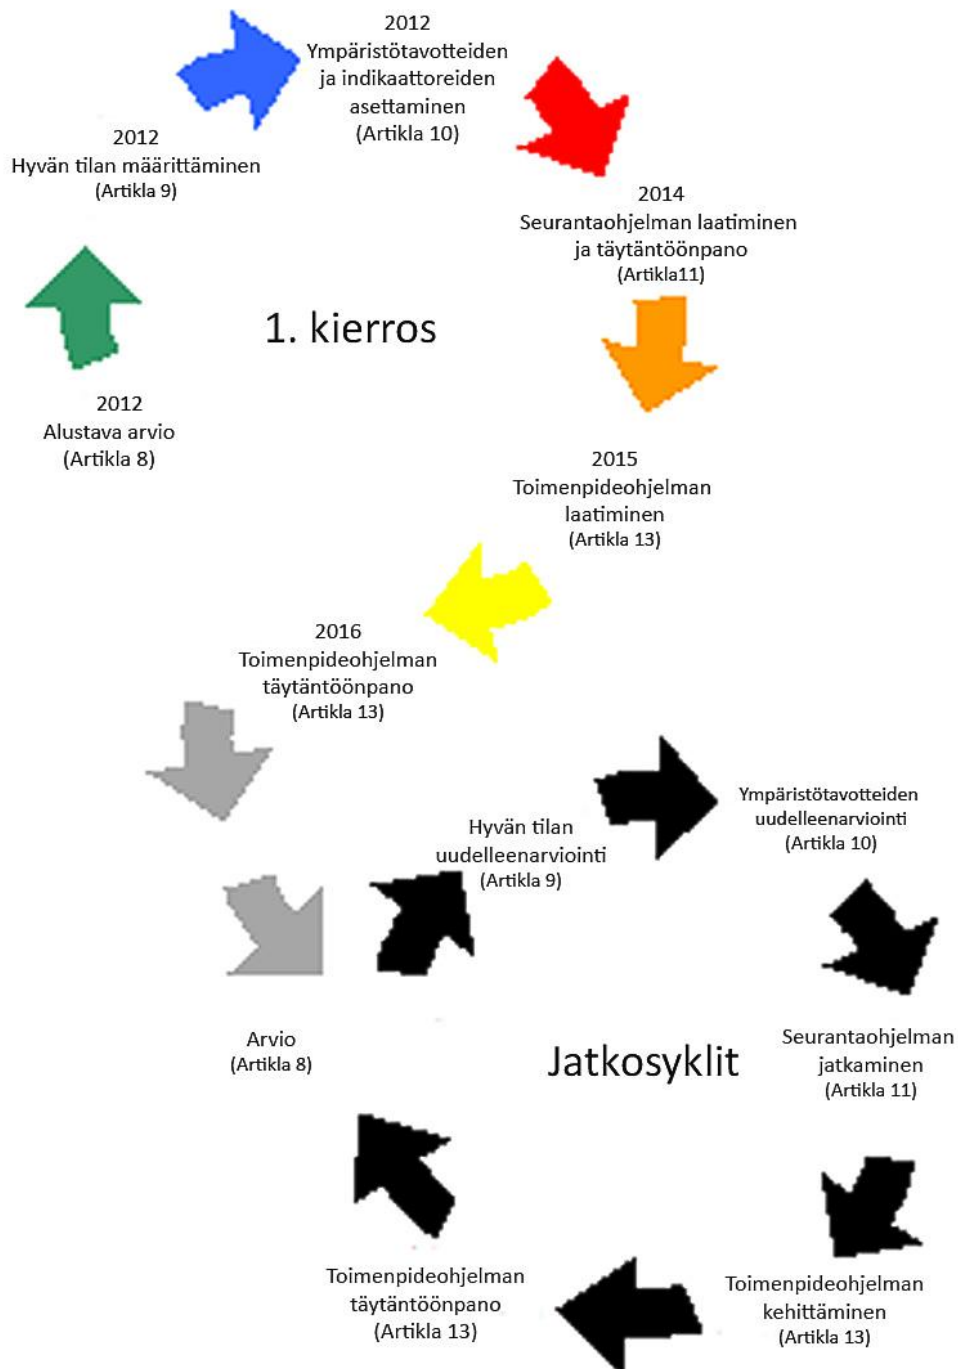 2012
Ympäristötavotteiden
ja indikaattoreiden
asettaminen
(Artikla 10)
2012
Hyvän tilan määrittäminen
(Artikla 9)
2014
Seurantaohjelman laatiminen
ja täytäntöönpano
(Artikla11)
1. kierros
2012
Alustava arvio
(Artikla 8)
2015
Toimenpideohjelman
laatiminen
(Artikla 13)
2016
Toimenpideohjelman
täytäntöönpano
(Artikla 13)
Hyvän tilan
uudelleenarviointi
(Artikla 9)
Ympäristötavotteiden
uudelleenarviointi
(Artikla 10)
Arvio
(Artikla 8)
Jatkosyklit
Seurantaohjelman
jatkaminen
(Artikla 11)
Toimenpideohjelman
täytäntöönpano
(Artikla 13)
Toimenpideohjelman
kehittäminen
(Artikla 13)